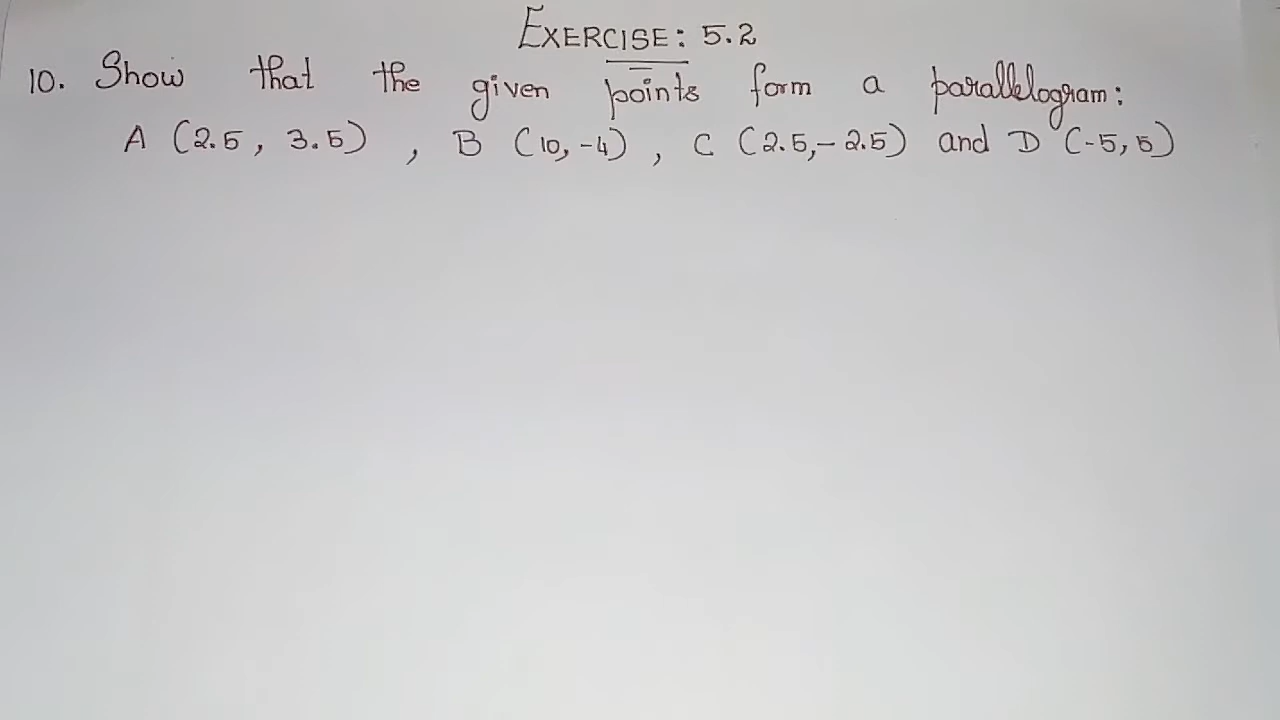 EXERCISE: 5.2
10. Show that the given points form a parallelogram:
A (2.5, 3.5), B (10, -4), C (2.5, -2.5) and D (-5, 5)